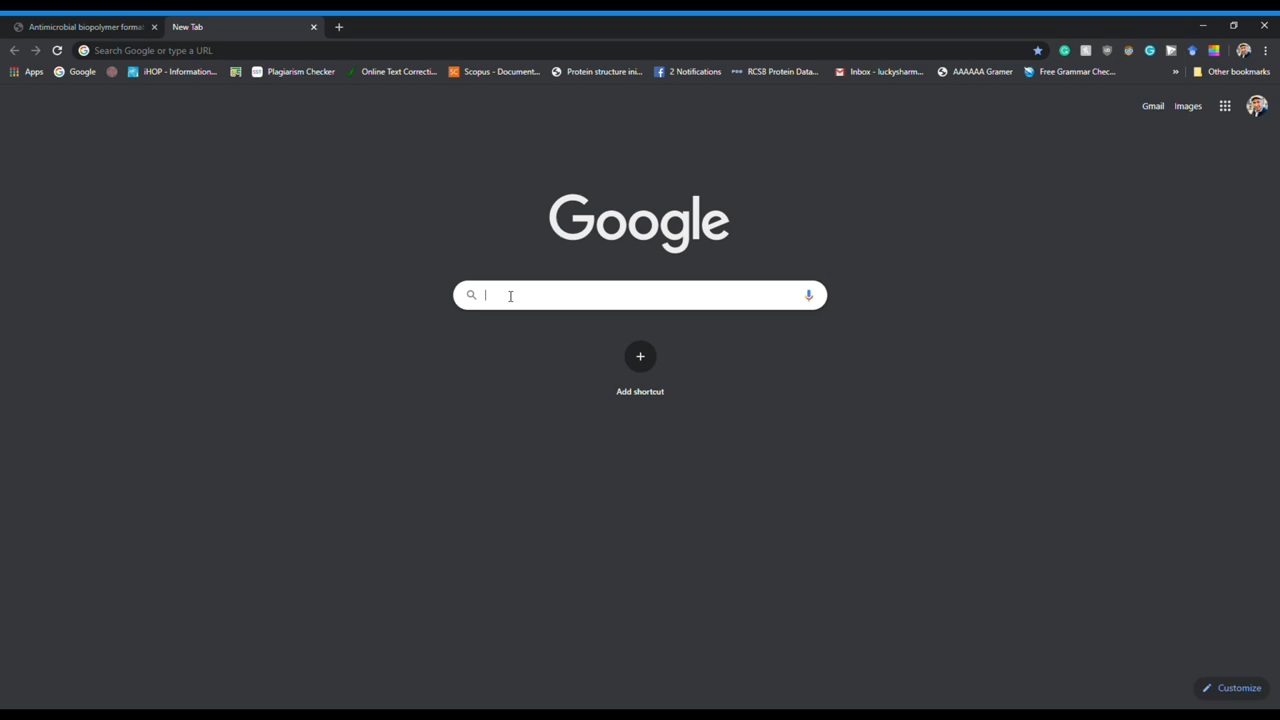 Antimicrobial biopolymer forma
New Tab
Search Google or type a URL
Apps
Google
iHOP - Information...
Plagiarism Checker
Online Text Correcti...
Scopus - Document...
Protein structure ini...
2 Notifications
RCSB Protein Data...
Inbox - luckysharm...
AAAAAA Gramer
Free Grammar Chec...
»
Other bookmarks
Gmail
Images
Google
Add shortcut
Customize